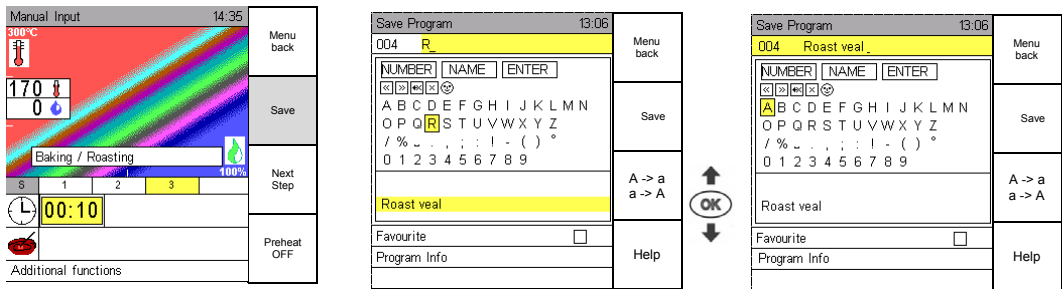 Manual Input 14:35
300°C
170
0
Baking / Roasting
100%
S 1 2 3
00:10
Additional functions
Menu
back
Save
Next
Step
Preheat
OFF
Save Program 13:06
004 R_
NUMBER NAME ENTER
« » × 
A B C D E F G H I J K L M N
O P Q R S T U V W X Y Z
/ % _ . , ; : ! - ( ) °
0 1 2 3 4 5 6 7 8 9
Roast veal
Favourite
Program Info
Menu
back
Save
A -> a
a -> A
Help
OK
Save Program 13:06
004 Roast veal _
NUMBER NAME ENTER
« » × 
A B C D E F G H I J K L M N
O P Q R S T U V W X Y Z
/ % _ . , ; : ! - ( ) °
0 1 2 3 4 5 6 7 8 9
Roast veal
Favourite
Program Info
Menu
back
Save
A -> a
a -> A
Help